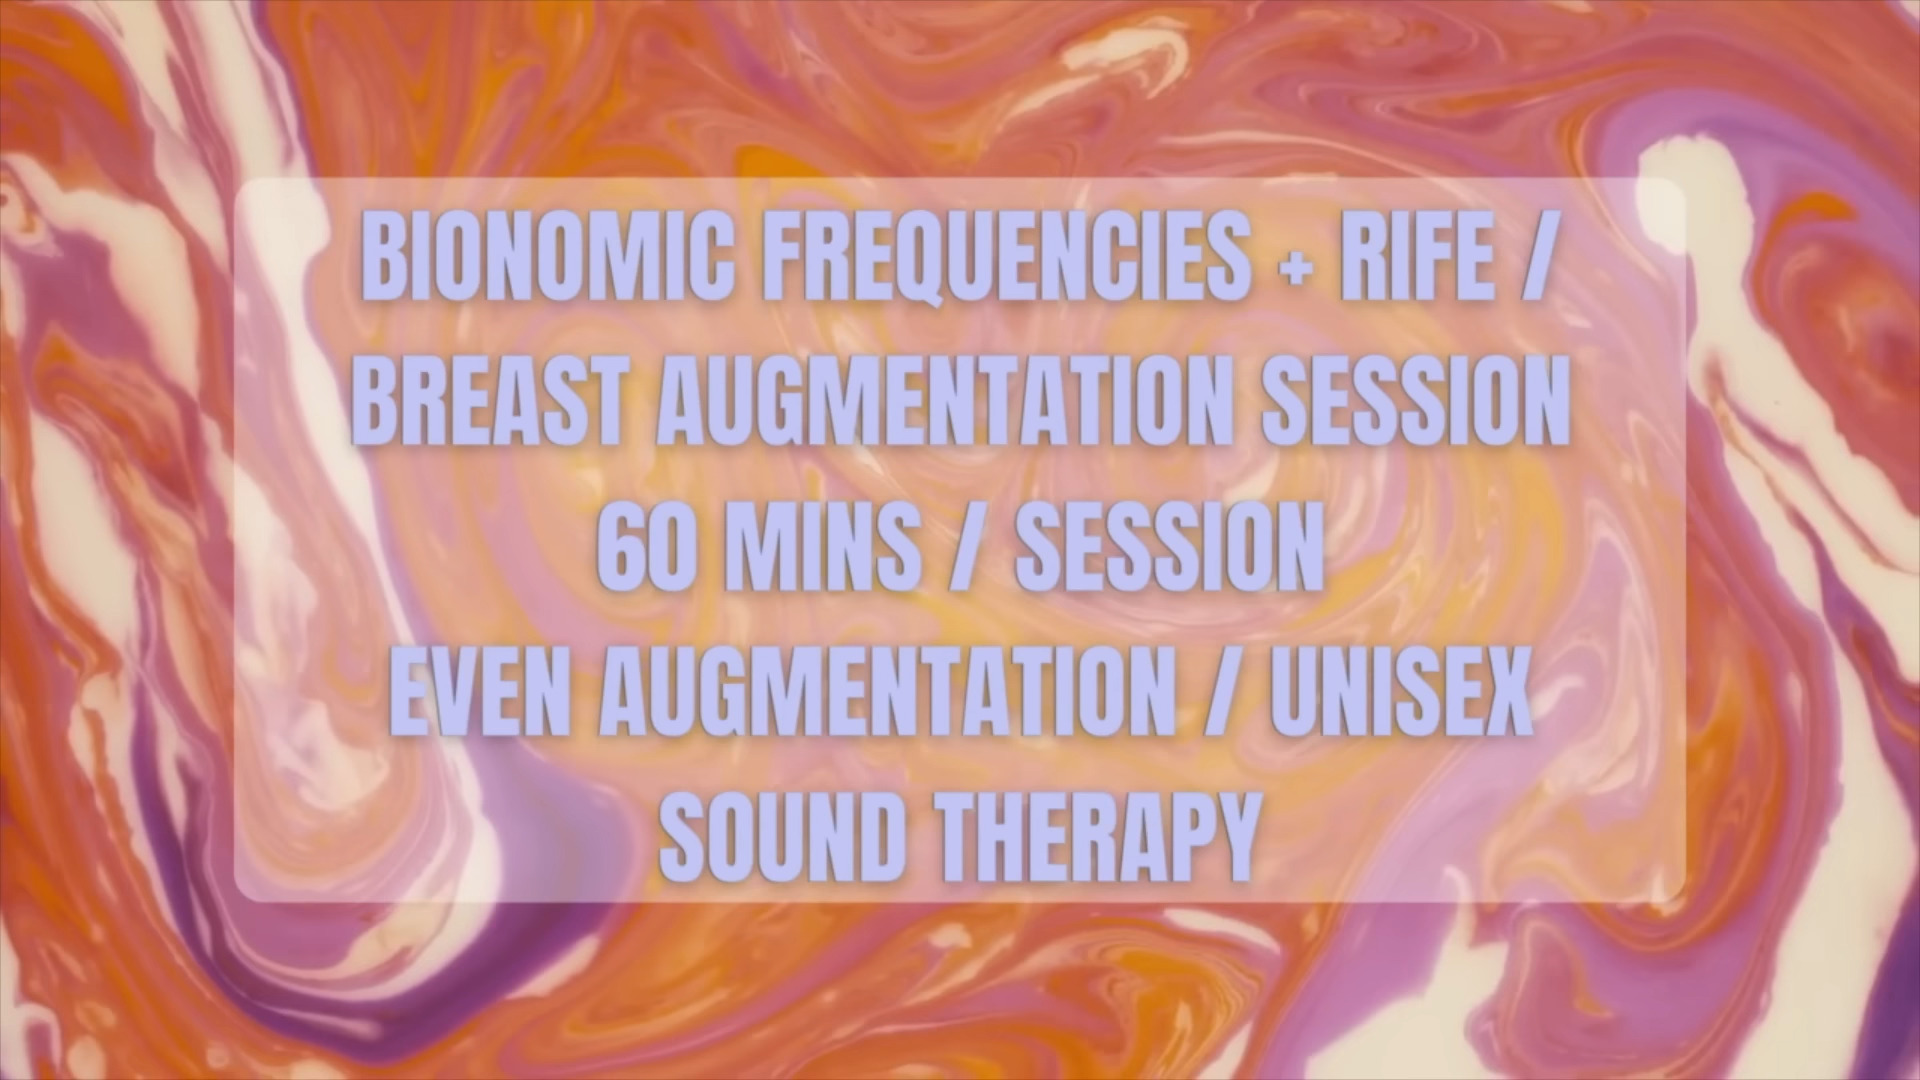 BIONOMIC FREQUENCIES + RIFE /
BREAST AUGMENTATION SESSION
60 MINS / SESSION
EVEN AUGMENTATION / UNISEX
SOUND THERAPY